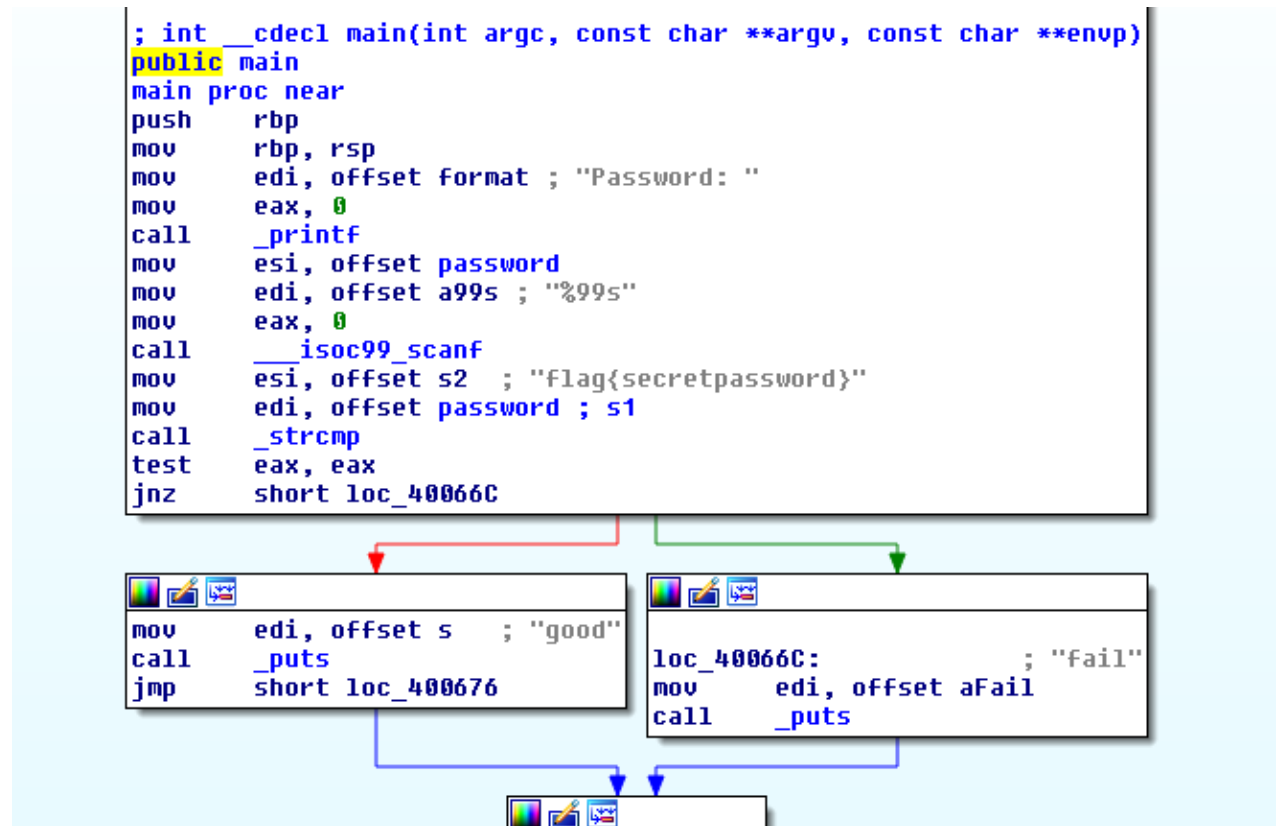 ; int __cdecl main(int argc, const char **argv, const char **envp)
public main
main proc near
push    rbp
mov     rbp, rsp
mov     edi, offset format ; "Password: "
mov     eax, 0
call    _printf
mov     esi, offset password
mov     edi, offset a99s ; "%99s"
mov     eax, 0
call    ___isoc99_scanf
mov     esi, offset s2  ; "flag{secretpassword}"
mov     edi, offset password ; s1
call    _strcmp
test    eax, eax
jnz     short loc_40066C
mov     edi, offset s   ; "good"
call    _puts
jmp     short loc_400676
loc_40066C:             ; "fail"
mov     edi, offset aFail
call    _puts